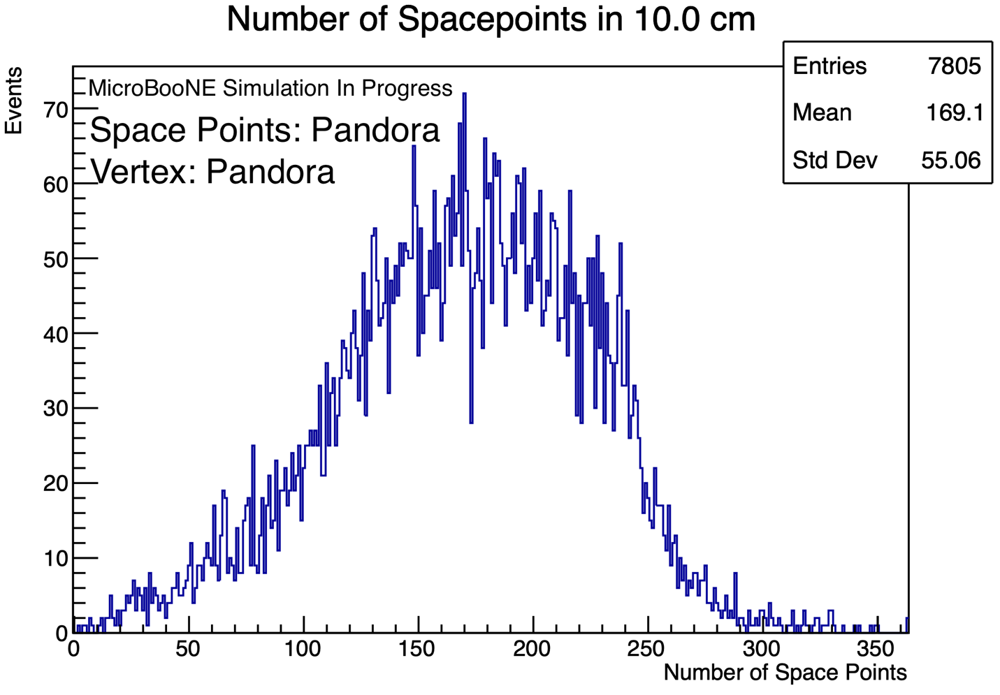 Number of Spacepoints in 10.0 cm
Entries 7805
Mean 169.1
Std Dev 55.06
Events
MicroBooNE Simulation In Progress
Space Points: Pandora
Vertex: Pandora
70
60
50
40
30
20
10
0
0 50 100 150 200 250 300 350
Number of Space Points